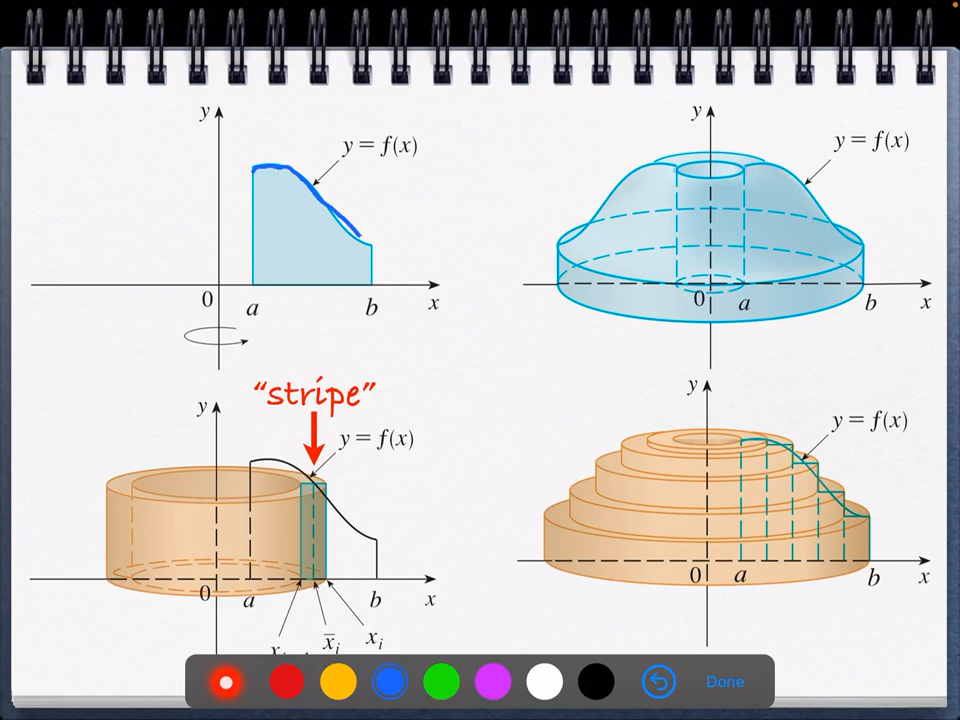 y
y = f(x)
0
a
b
x
y
y = f(x)
0
a
b
x
"stripe"
y
y = f(x)
0
a
b
x
x̄ᵢ
xᵢ
y
y = f(x)
0
a
b
x
Done